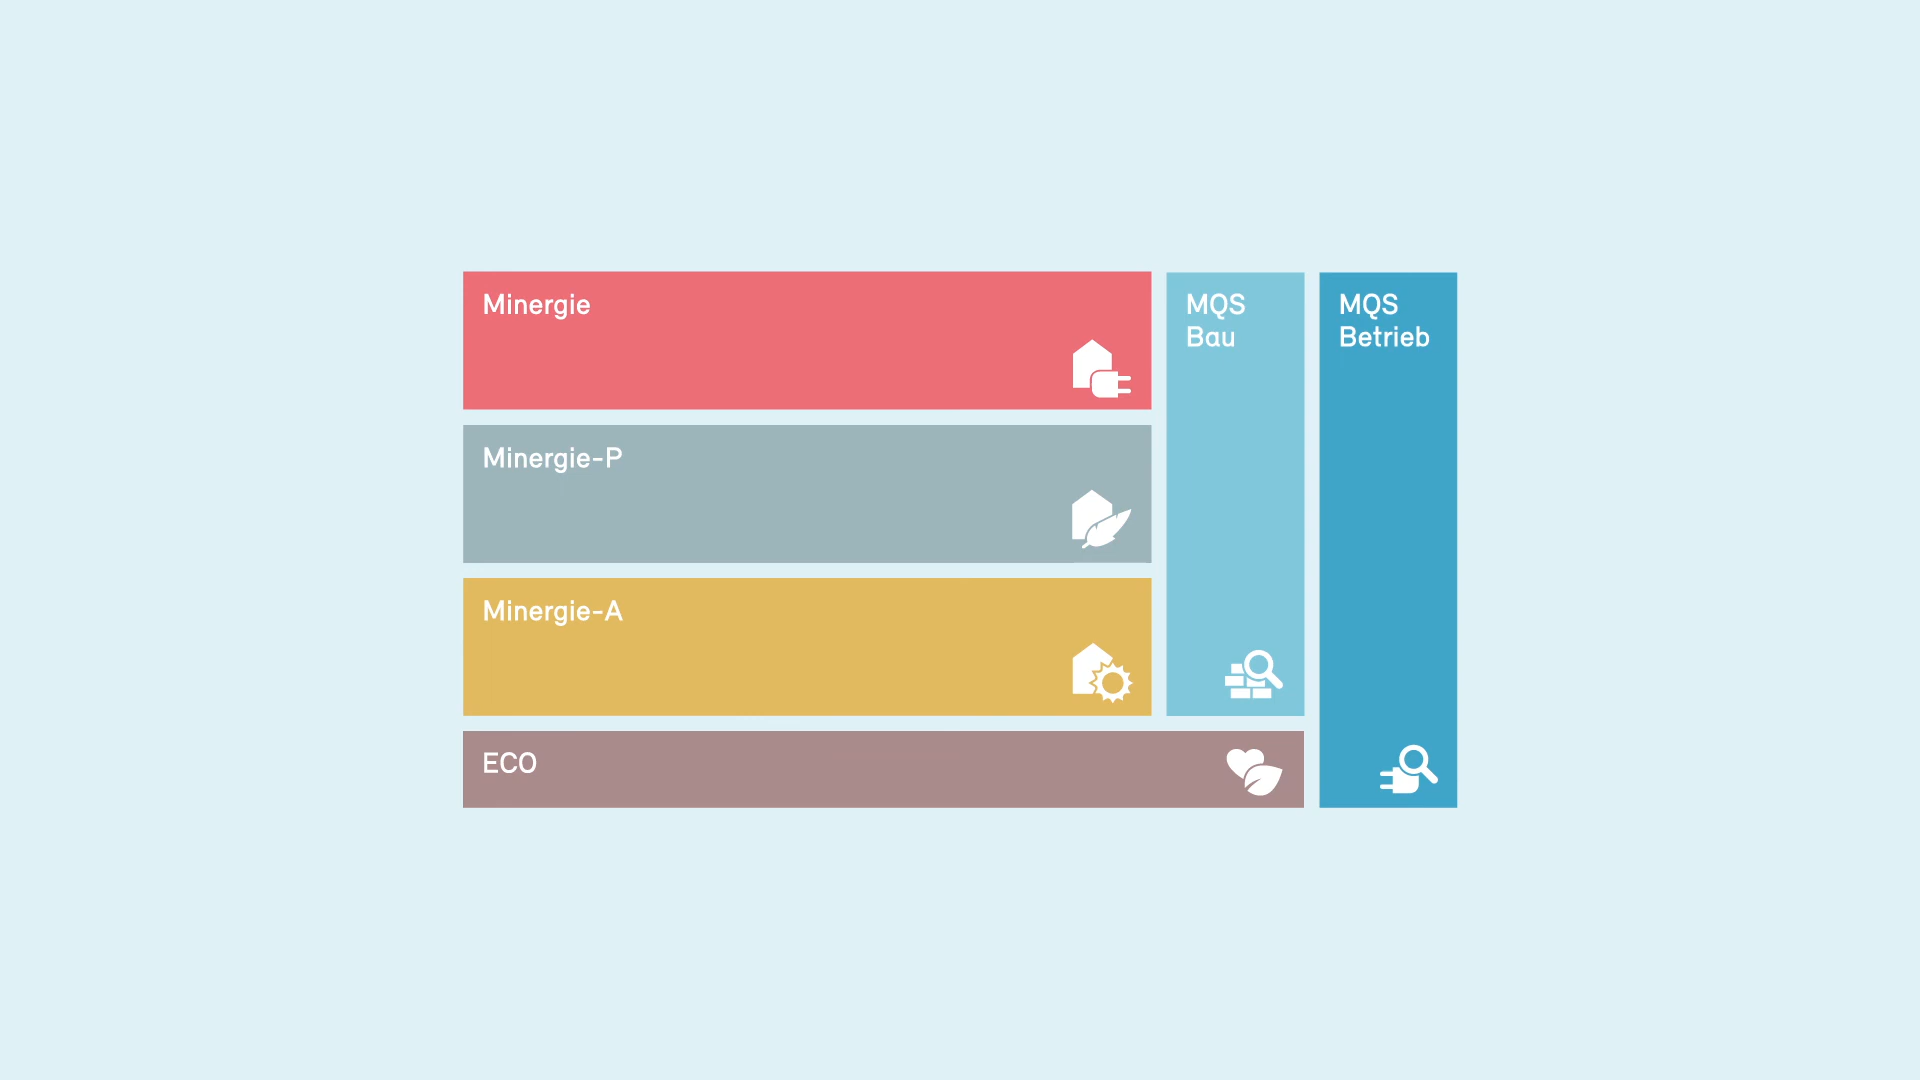 Minergie
MQS
Bau
MQS
Betrieb
Minergie-P
Minergie-A
ECO